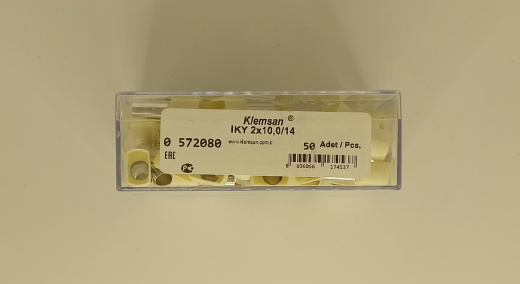 Klemsan ®
IKY 2x10,0/14
0 572080 www.klemsan.com.tr 50 Adet / Pcs.
EAC